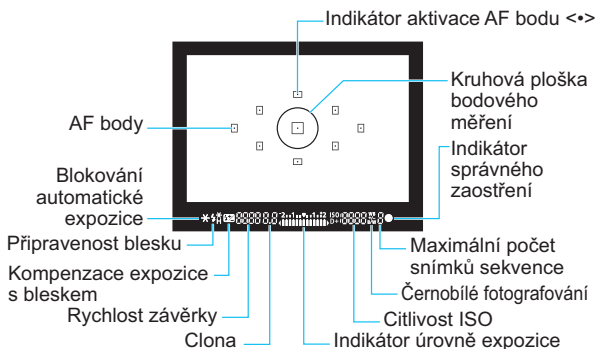 Indikátor aktivace AF bodu <•>
Kruhová ploška
bodového
měření
AF body
Indikátor
správného
zaostření
Blokování
automatické
expozice
Připravenost blesku
Maximální počet
snímků sekvence
Kompenzace expozice
s bleskem
Černobílé fotografování
Rychlost závěrky
Citlivost ISO
Clona
Indikátor úrovně expozice